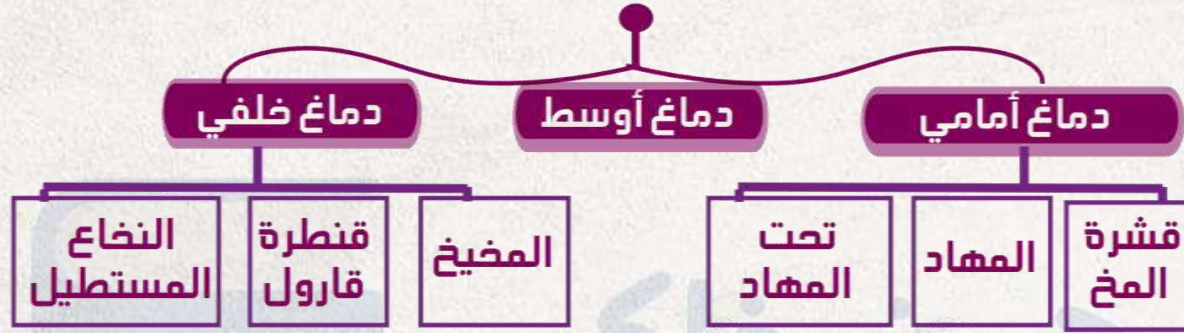 دماغ أمامي
دماغ أوسط
دماغ خلفي
قشرة
المخ
المهاد
تحت
المهاد
المخيخ
قنطرة
قارول
النخاع
المستطيل